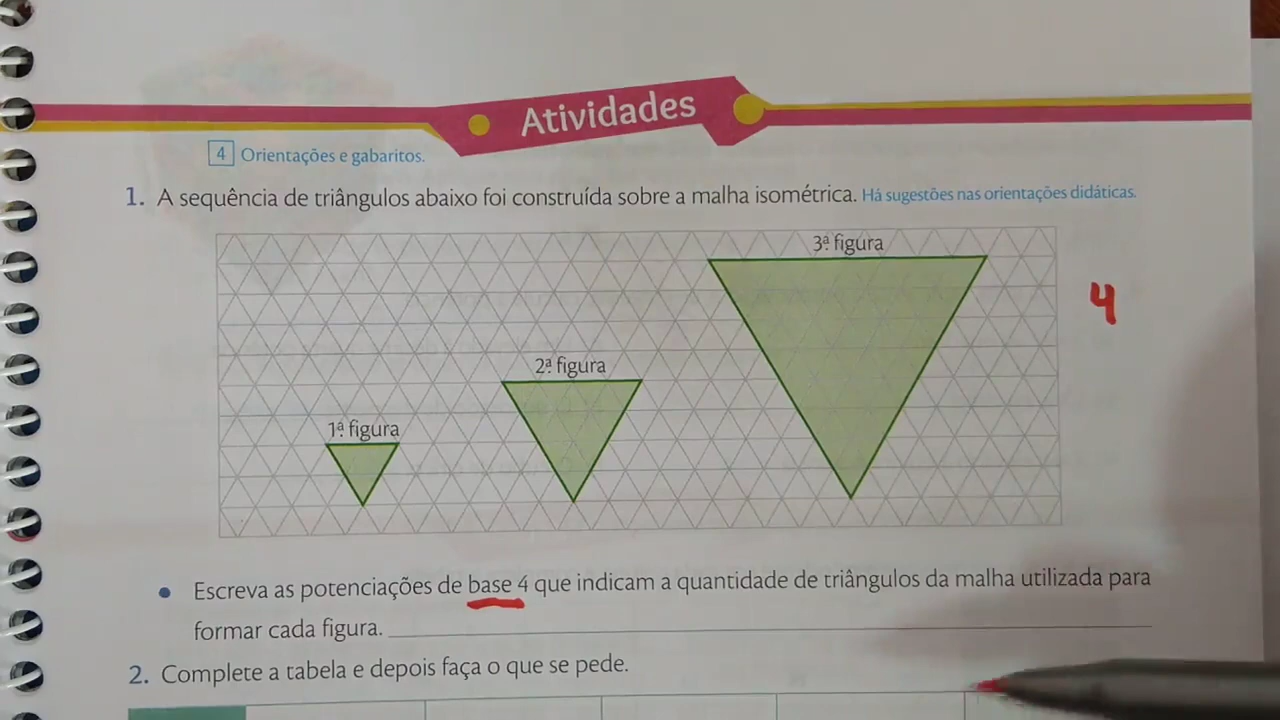 Atividades
4 Orientações e gabaritos.
1. A sequência de triângulos abaixo foi construída sobre a malha isométrica. Há sugestões nas orientações didáticas.
3ª figura
4
2ª figura
1ª figura
• Escreva as potenciações de base 4 que indicam a quantidade de triângulos da malha utilizada para
formar cada figura.
2. Complete a tabela e depois faça o que se pede.